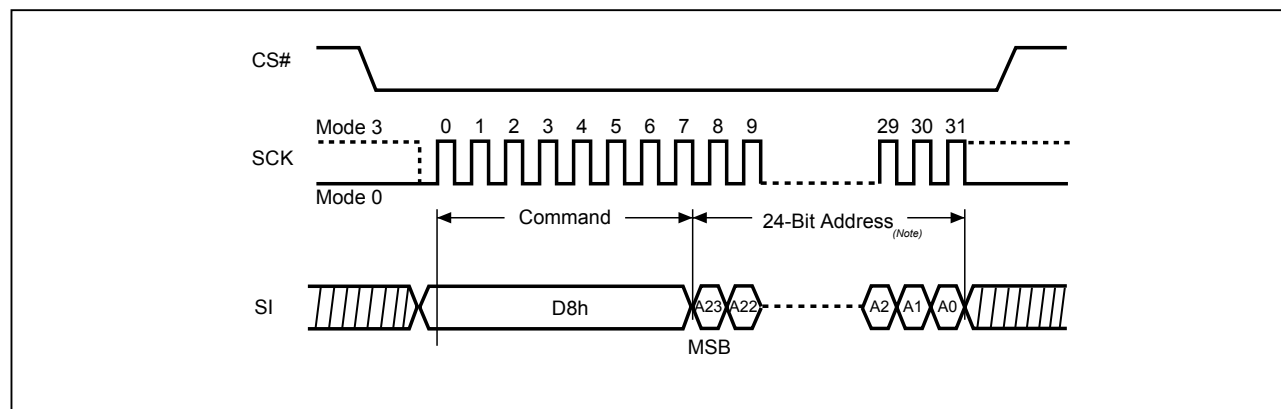 CS#
Mode 3
0 1 2 3 4 5 6 7 8 9 29 30 31
SCK
Mode 0
Command
24-Bit Address (Note)
SI
D8h
A23 A22
A2 A1 A0
MSB